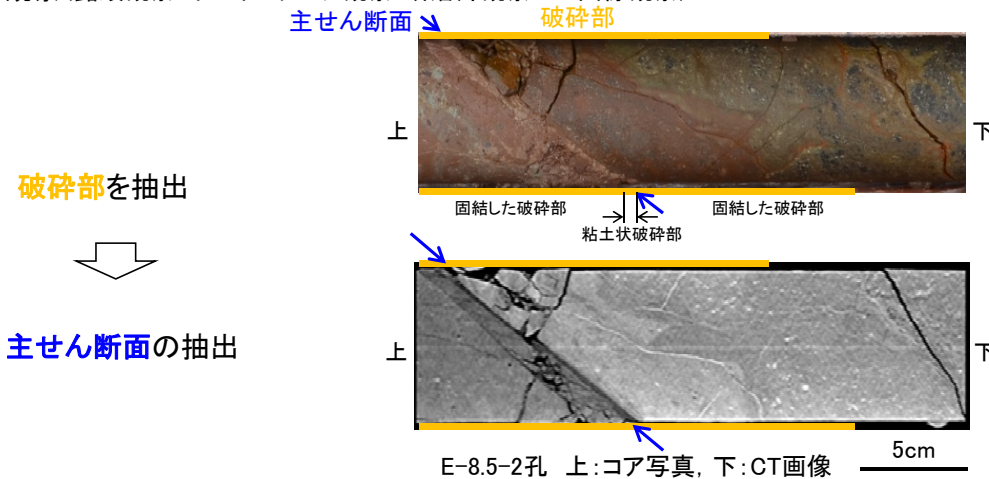 主せん断面
破砕部
上
下
破砕部を抽出
固結した破砕部
固結した破砕部
粘土状破砕部
主せん断面の抽出
上
下
5cm
E-8.5-2孔 上:コア写真, 下:CT画像